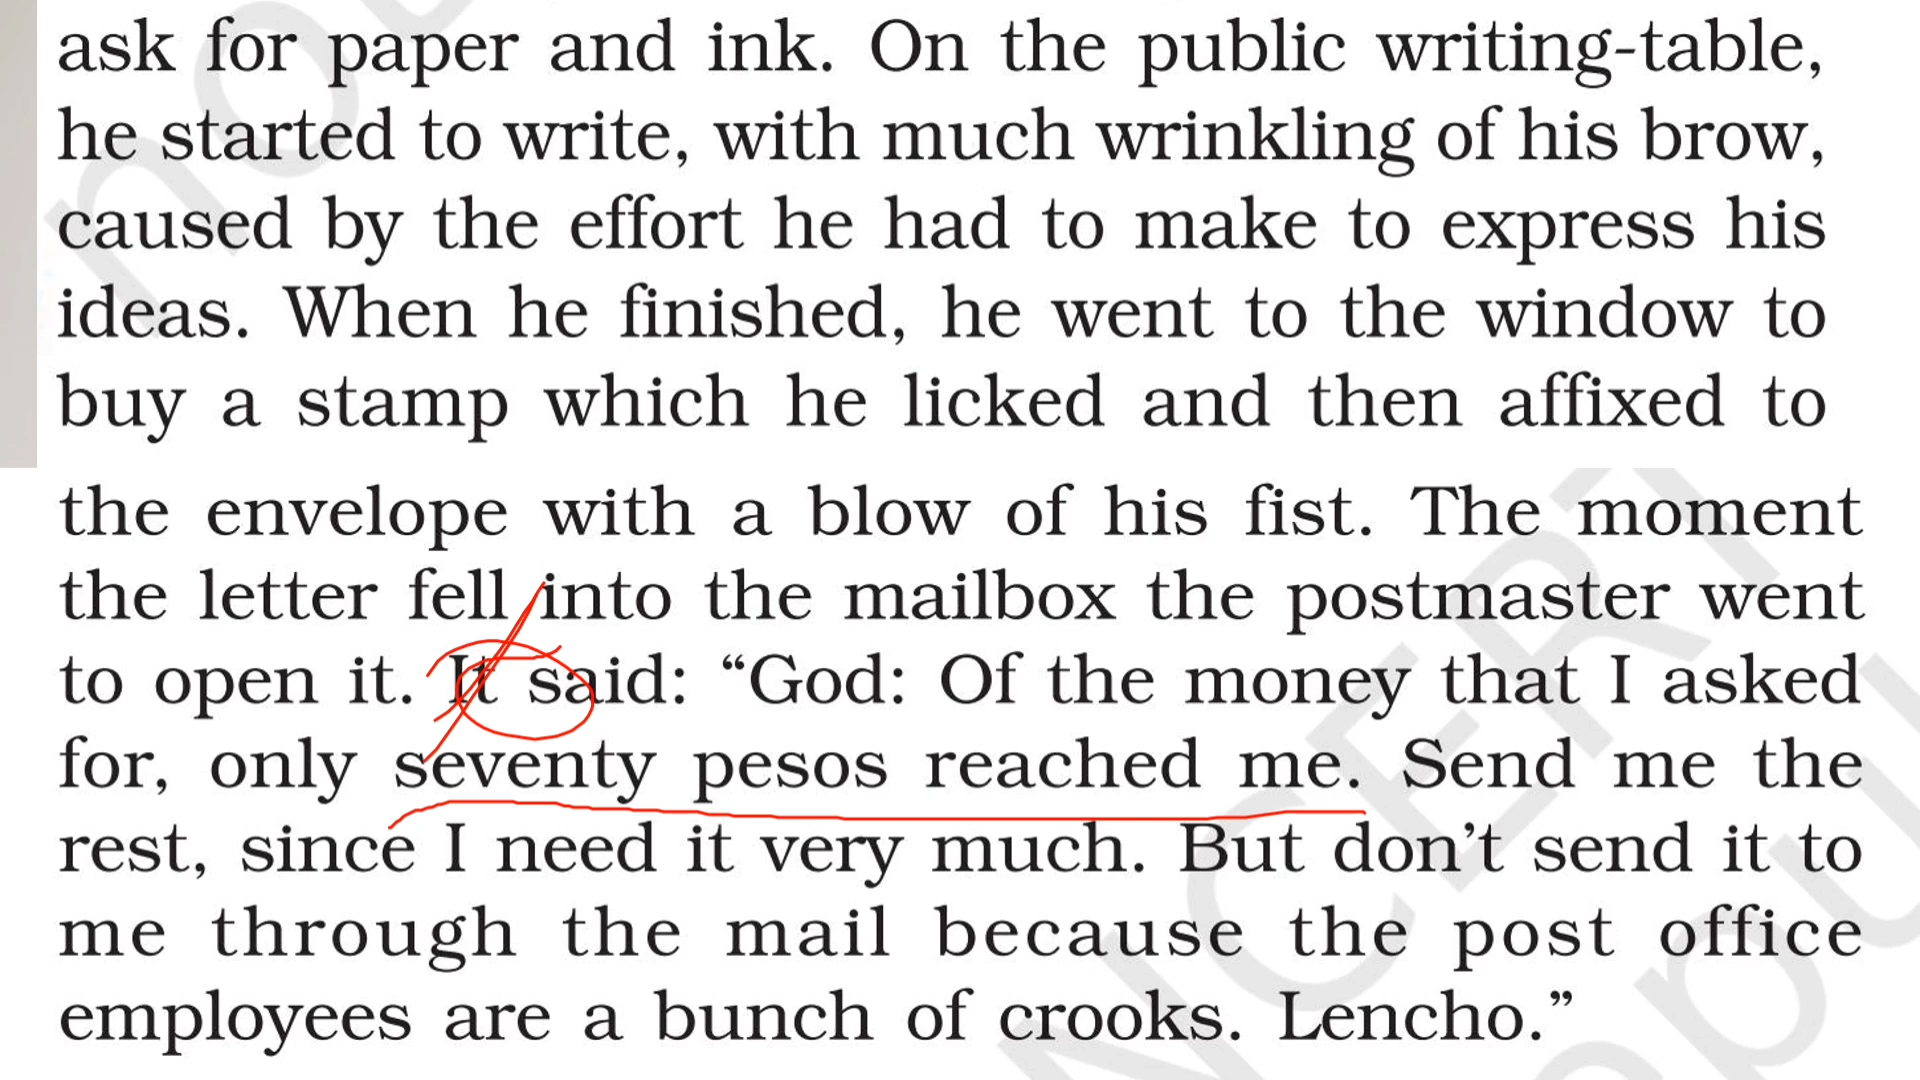 ask for paper and ink. On the public writing-table,
he started to write, with much wrinkling of his brow,
caused by the effort he had to make to express his
ideas. When he finished, he went to the window to
buy a stamp which he licked and then affixed to
the envelope with a blow of his fist. The moment
the letter fell into the mailbox the postmaster went
to open it. It said: “God: Of the money that I asked
for, only seventy pesos reached me. Send me the
rest, since I need it very much. But don’t send it to
me through the mail because the post office
employees are a bunch of crooks. Lencho.”
NCERT